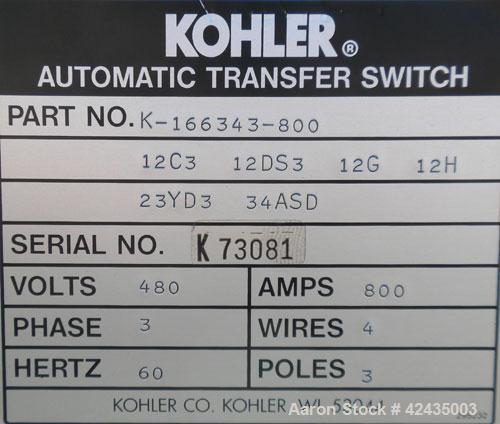 KOHLER®
AUTOMATIC TRANSFER SWITCH
PART NO. K-166343-800
12C3 12DS3 12G 12H
23YD3 34ASD
SERIAL NO. K 73081
VOLTS 480 AMPS 800
PHASE 3 WIRES 4
HERTZ 60 POLES 3
KOHLER CO. KOHLER, WI
Aaron Stock # 42435003